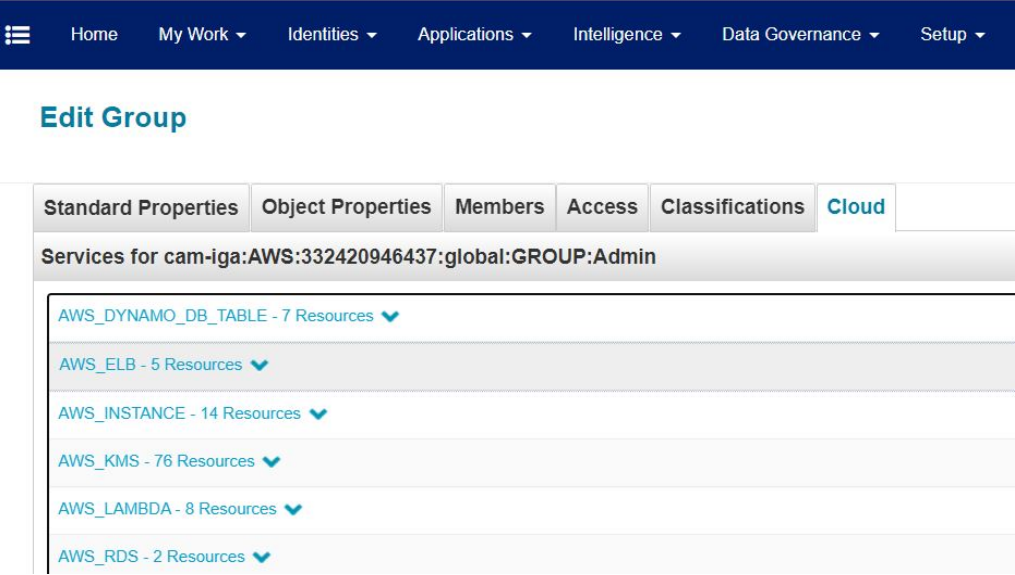 Home My Work Identities Applications Intelligence Data Governance Setup
Edit Group
Standard Properties Object Properties Members Access Classifications Cloud
Services for cam-iga:AWS:332420946437:global:GROUP:Admin
AWS_DYNAMO_DB_TABLE - 7 Resources
AWS_ELB - 5 Resources
AWS_INSTANCE - 14 Resources
AWS_KMS - 76 Resources
AWS_LAMBDA - 8 Resources
AWS_RDS - 2 Resources